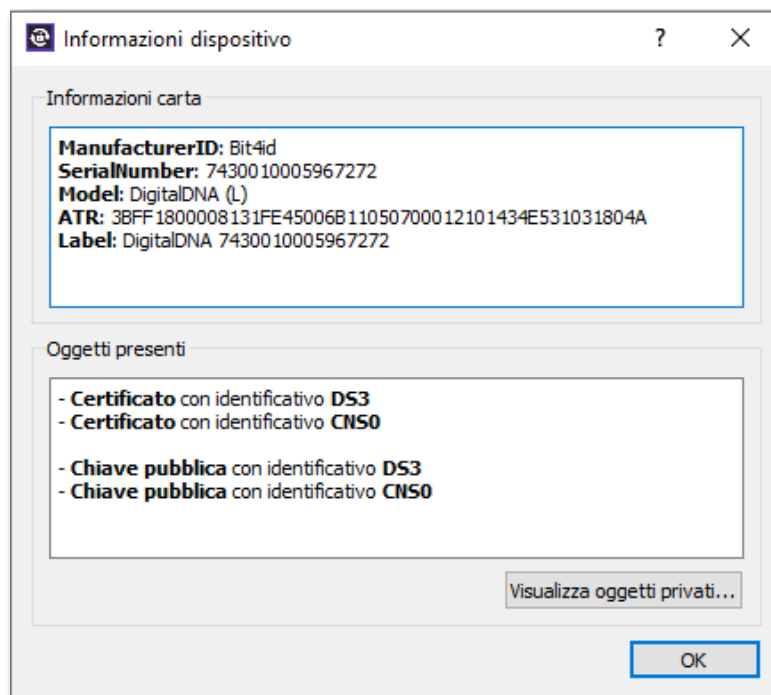 Informazioni dispositivo
?
Informazioni carta
ManufacturerID: Bit4id
SerialNumber: 7430010005967272
Model: DigitalDNA (L)
ATR: 3BFF1800008131FE45006B11050700012101434E531031804A
Label: DigitalDNA 7430010005967272
Oggetti presenti
- Certificato con identificativo DS3
- Certificato con identificativo CNS0
- Chiave pubblica con identificativo DS3
- Chiave pubblica con identificativo CNS0
Visualizza oggetti privati...
OK